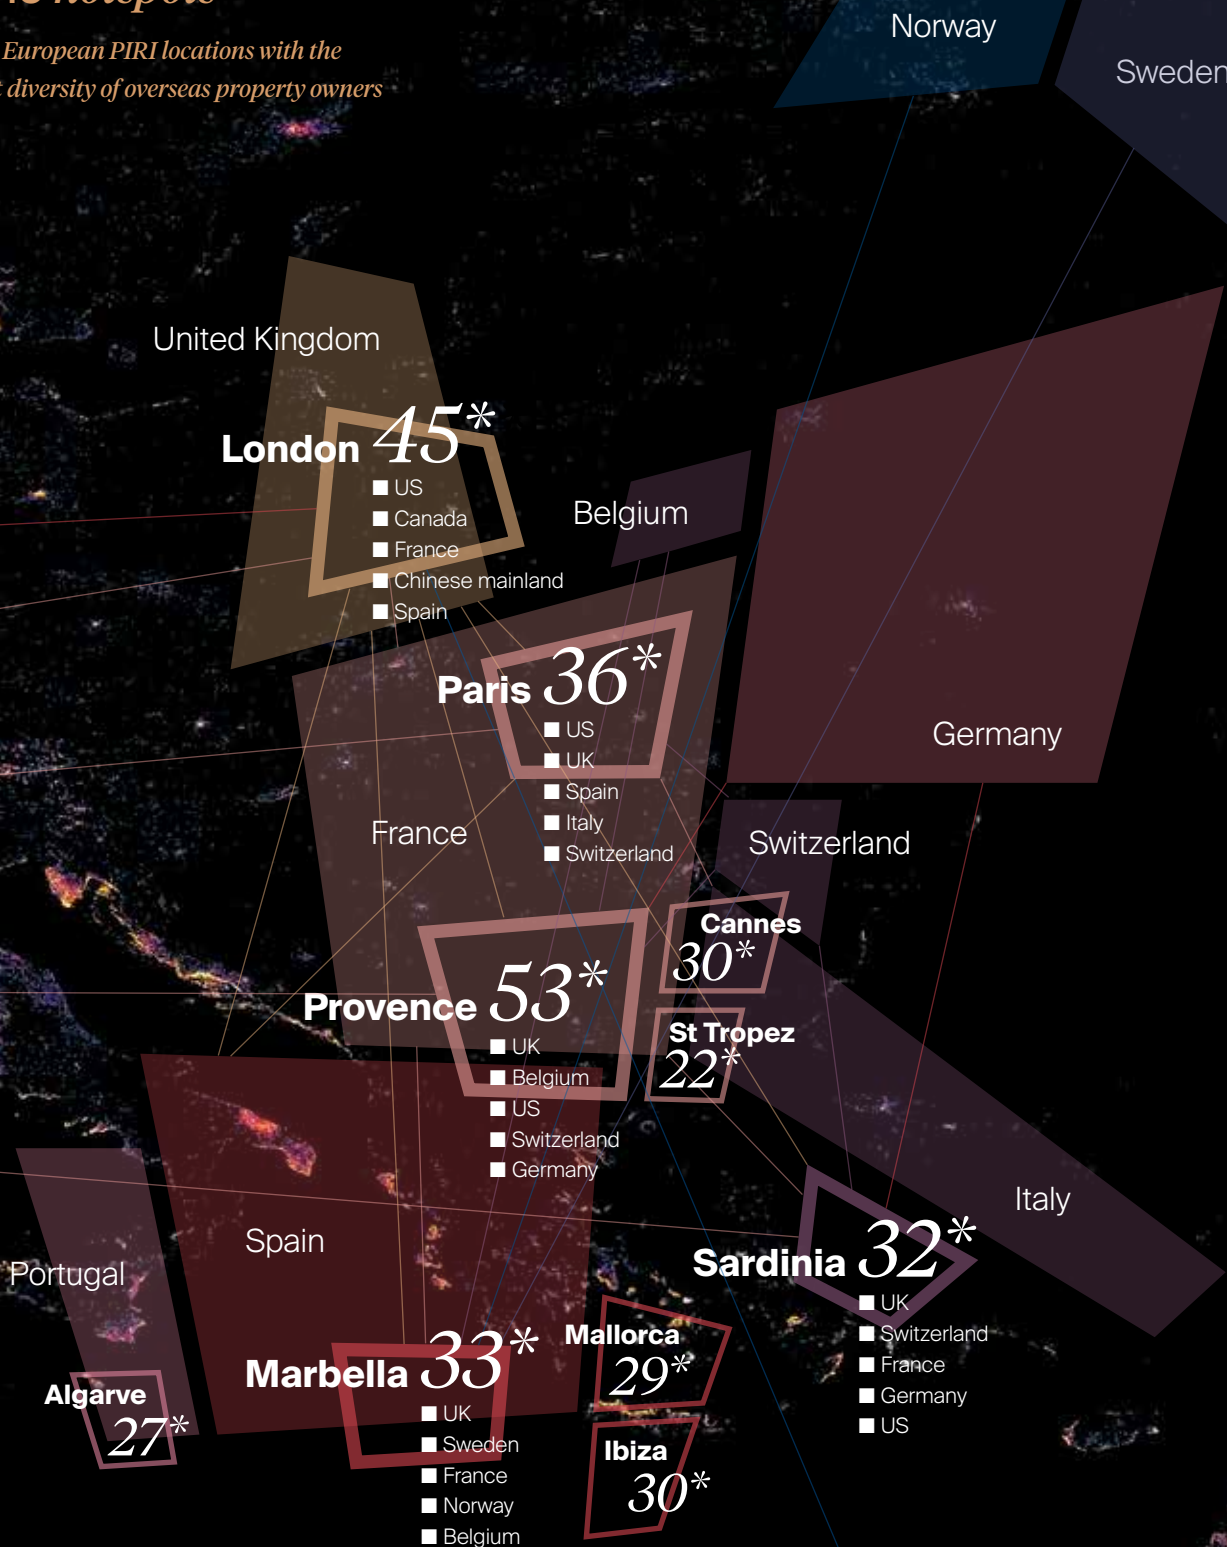 hotspots
European PIRI locations with the
diversity of overseas property owners
Norway
Sweden
United Kingdom
London 45*
US
Canada
France
Chinese mainland
Spain
Belgium
Paris 36*
US
UK
Spain
Italy
Switzerland
Germany
France
Switzerland
Cannes
30*
Provence 53*
UK
Belgium
US
Switzerland
Germany
St Tropez
22*
Italy
Spain
Portugal
Sardinia 32*
UK
Switzerland
France
Germany
US
Mallorca
29*
Marbella 33*
UK
Sweden
France
Norway
Belgium
Algarve
27*
Ibiza
30*